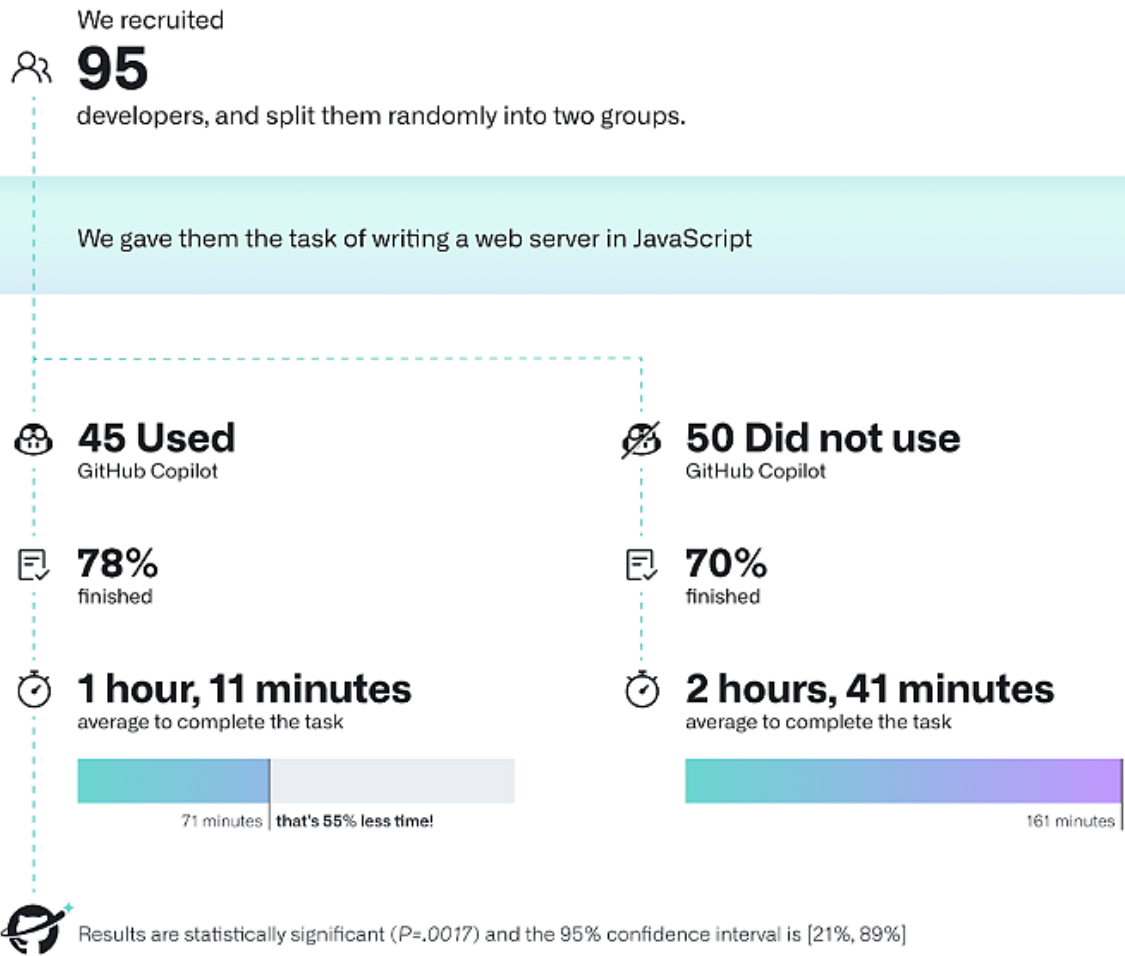 We recruited
95
developers, and split them randomly into two groups.
We gave them the task of writing a web server in JavaScript
45 Used
GitHub Copilot
50 Did not use
GitHub Copilot
78%
finished
70%
finished
1 hour, 11 minutes
average to complete the task
2 hours, 41 minutes
average to complete the task
71 minutes that's 55% less time!
161 minutes
Results are statistically significant (P=.0017) and the 95% confidence interval is [21%, 89%]